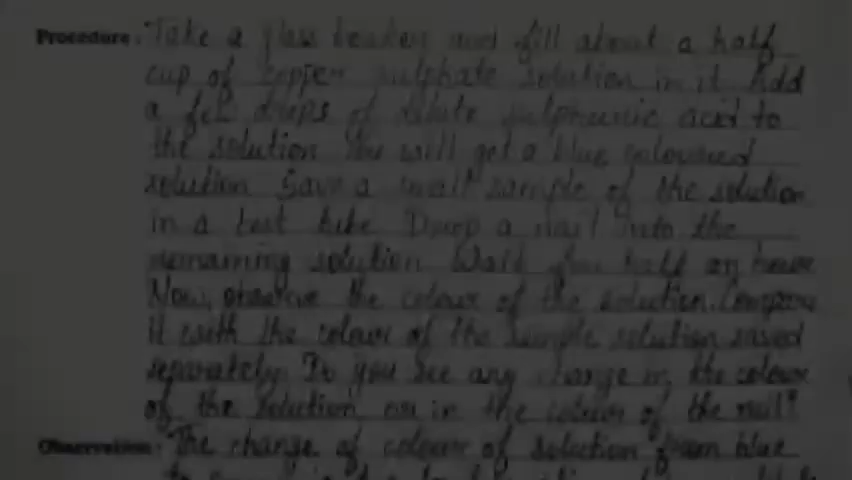 Procedure: Take a glass beaker and fill about a half
cup of copper sulphate solution in it Add
a few drops of dilute sulphuric acid to
the solution You will get a blue coloured
solution Save a small sample of the solution
in a test tube Drop a nail into the
remaining solution Wait for half an hour
Now, observe the colour of the solution. Compare
it with the colour of the sample solution saved
separately. Do you see any change in the colour
of the solution or in the colour of the nail?
Observation: The change of colour of solution from blue